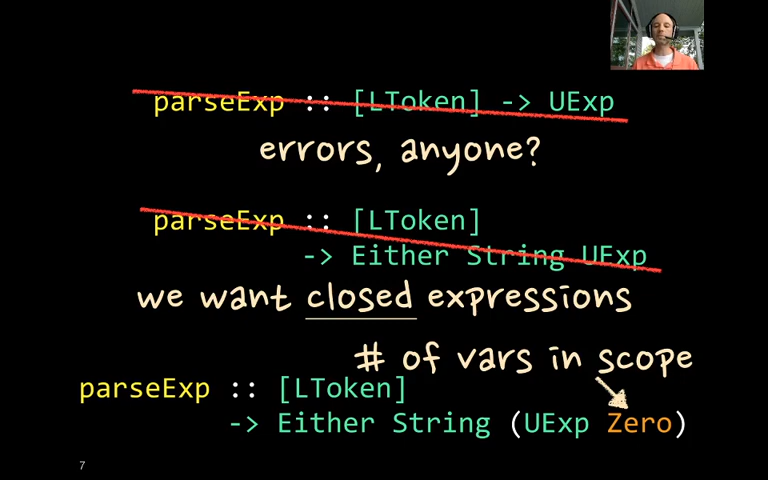 parseExp :: [LToken] -> UExp
errors, anyone?
parseExp :: [LToken]
-> Either String UExp
we want closed expressions
# of vars in scope
parseExp :: [LToken]
-> Either String (UExp Zero)
7